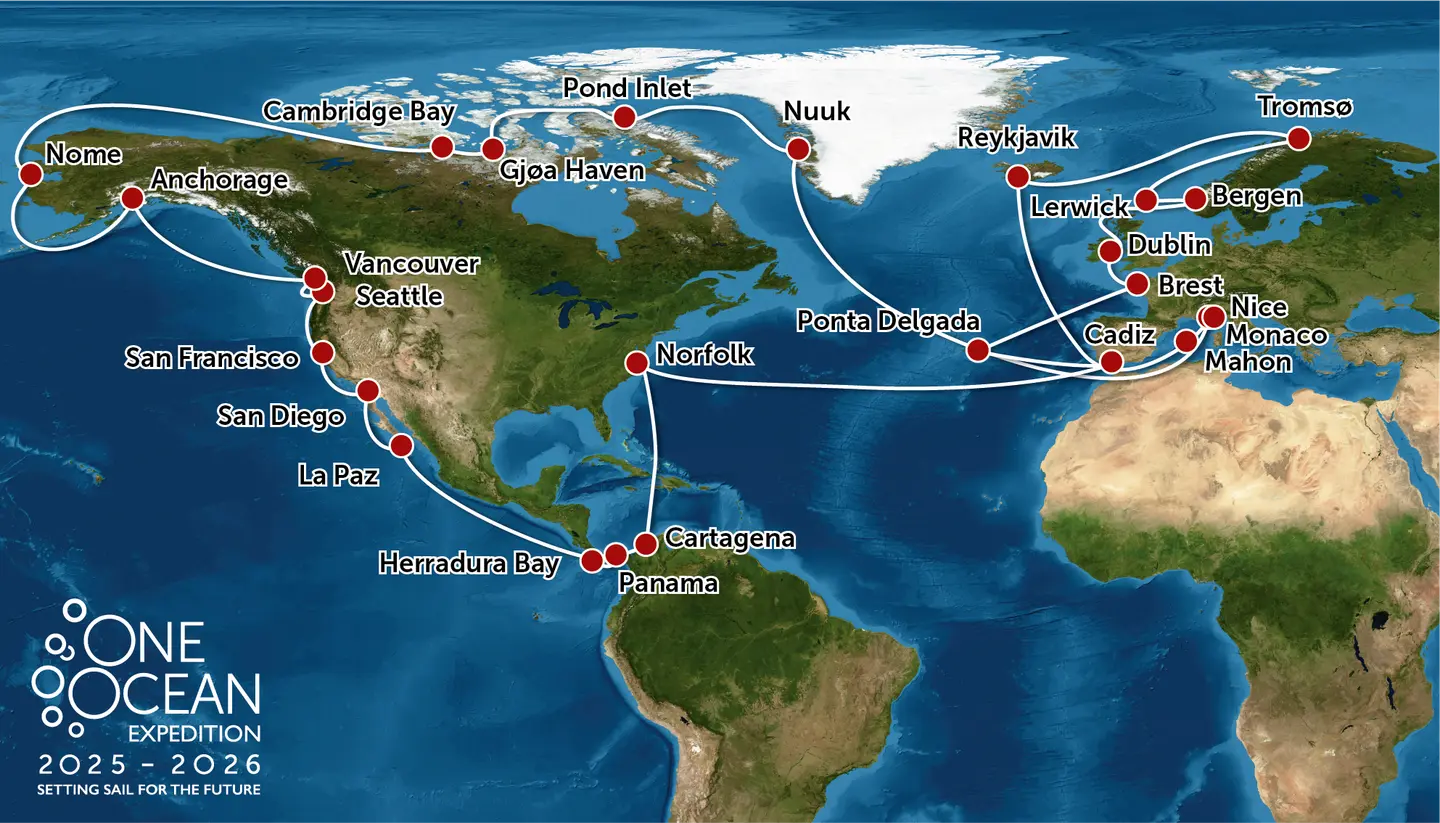 Pond Inlet
Cambridge Bay
Nuuk
Tromsø
Reykjavik
Nome
Gjøa Haven
Anchorage
Bergen
Lerwick
Dublin
Vancouver
Seattle
Brest
Nice
Ponta Delgada
Cadiz
Monaco
Mahon
San Francisco
Norfolk
San Diego
La Paz
Cartagena
Herradura Bay
Panama
ONE
OCEAN
EXPEDITION
2025 - 2026
SETTING SAIL FOR THE FUTURE